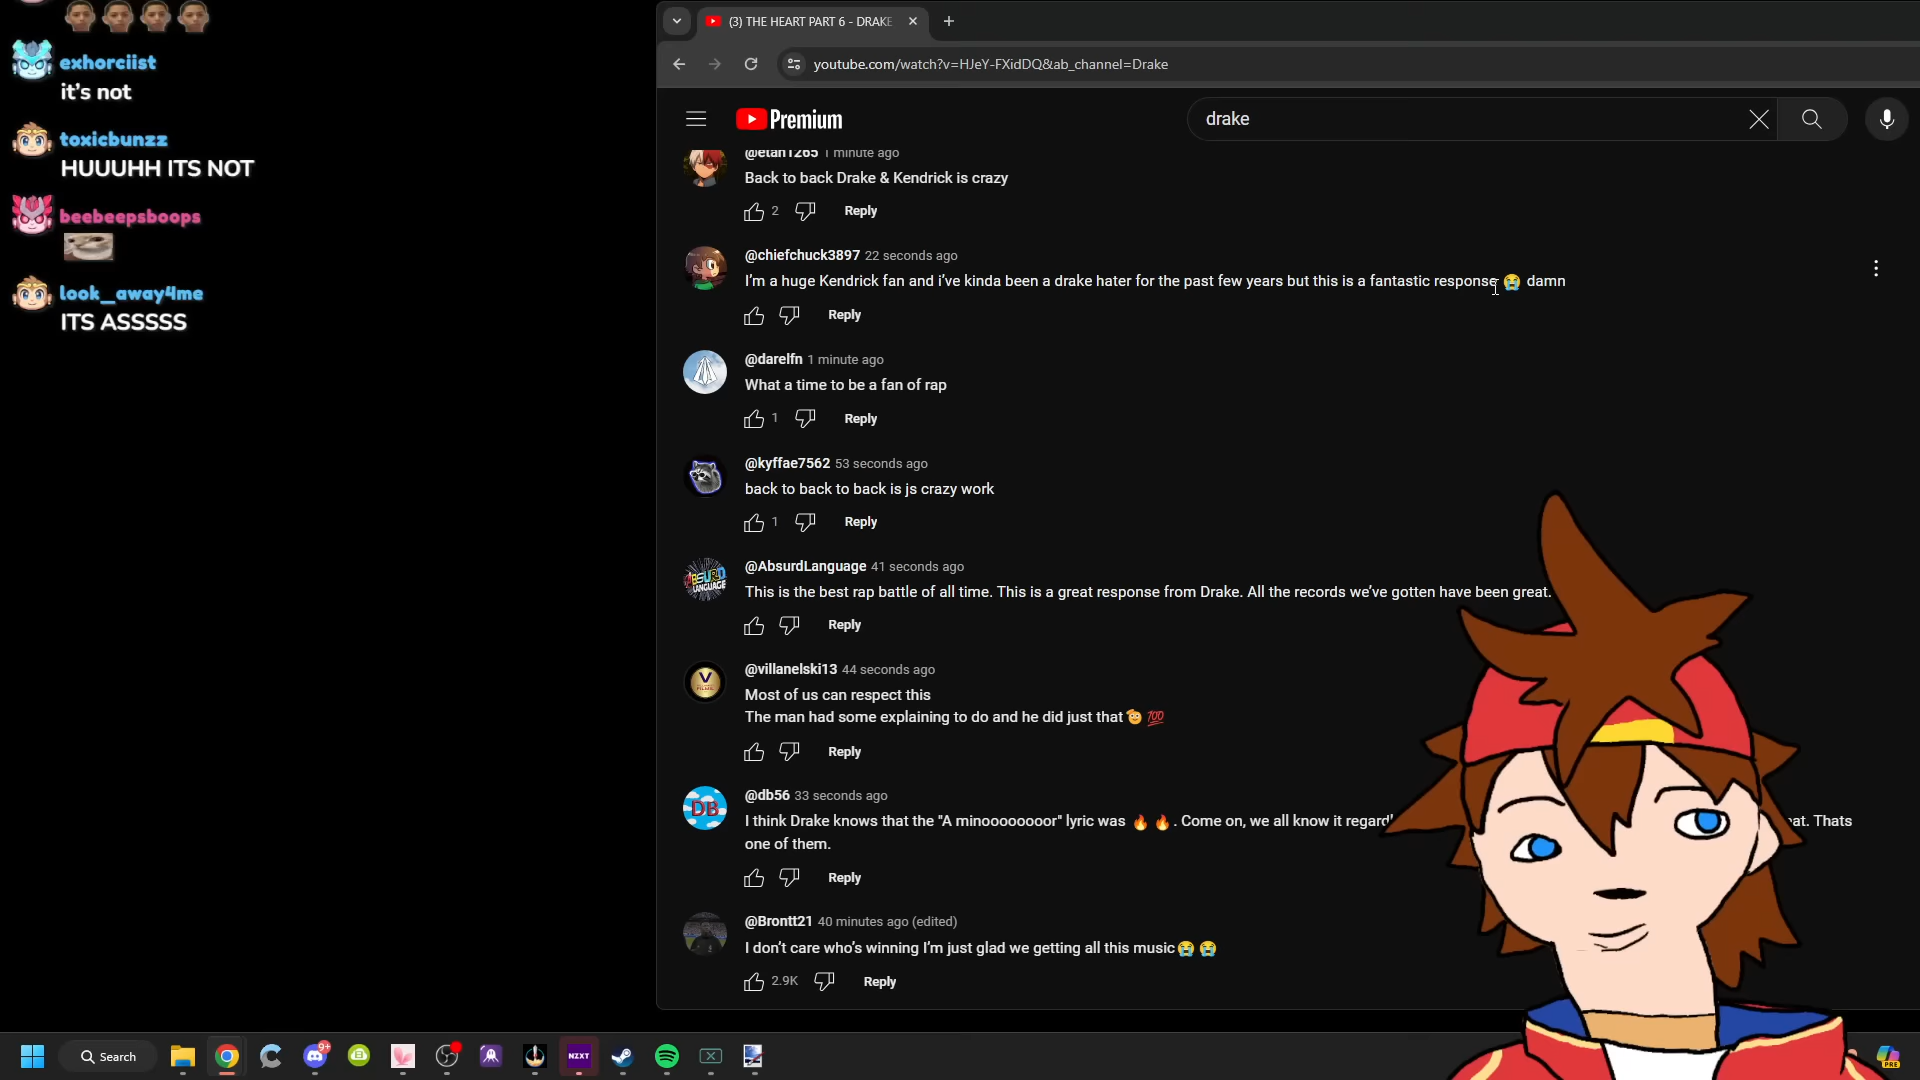 exhorciist
it's not
toxicbunzz
HUUUHH ITS NOT
beebeepsboops
look_away4me
ITS ASSSSS
(3) THE HEART PART 6 - DRAKE
youtube.com/watch?v=HJeY-FXidDQ&ab_channel=Drake
Premium
drake
@etan1265 1 minute ago
Back to back Drake & Kendrick is crazy
2 Reply
@chiefchuck3897 22 seconds ago
I'm a huge Kendrick fan and i've kinda been a drake hater for the past few years but this is a fantastic response 😭 damn
Reply
@darelfn 1 minute ago
What a time to be a fan of rap
1 Reply
@kyffae7562 53 seconds ago
back to back to back is js crazy work
1 Reply
ABSURD LANGUAGE
@AbsurdLanguage 41 seconds ago
This is the best rap battle of all time. This is a great response from Drake. All the records we've gotten have been great.
Reply
V
@villanelski13 44 seconds ago
Most of us can respect this
The man had some explaining to do and he did just that🫡 💯
Reply
DB
@db56 33 seconds ago
I think Drake knows that the "A minoooooooor" lyric was 🔥 🔥. Come on, we all know it Thats
one of them.
Reply
@Brontt21 40 minutes ago (edited)
I don't care who's winning I'm just glad we getting all this music😭 😭
2.9K Reply
Search
9+
NZXT
PRE